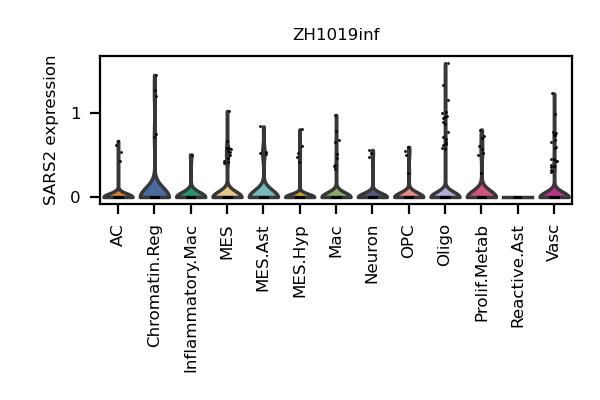 ZH1019inf
SARS2 expression
1
0
AC
Chromatin.Reg
Inflammatory.Mac
MES
MES.Ast
MES.Hyp
Mac
Neuron
OPC
Oligo
Prolif.Metab
Reactive.Ast
Vasc